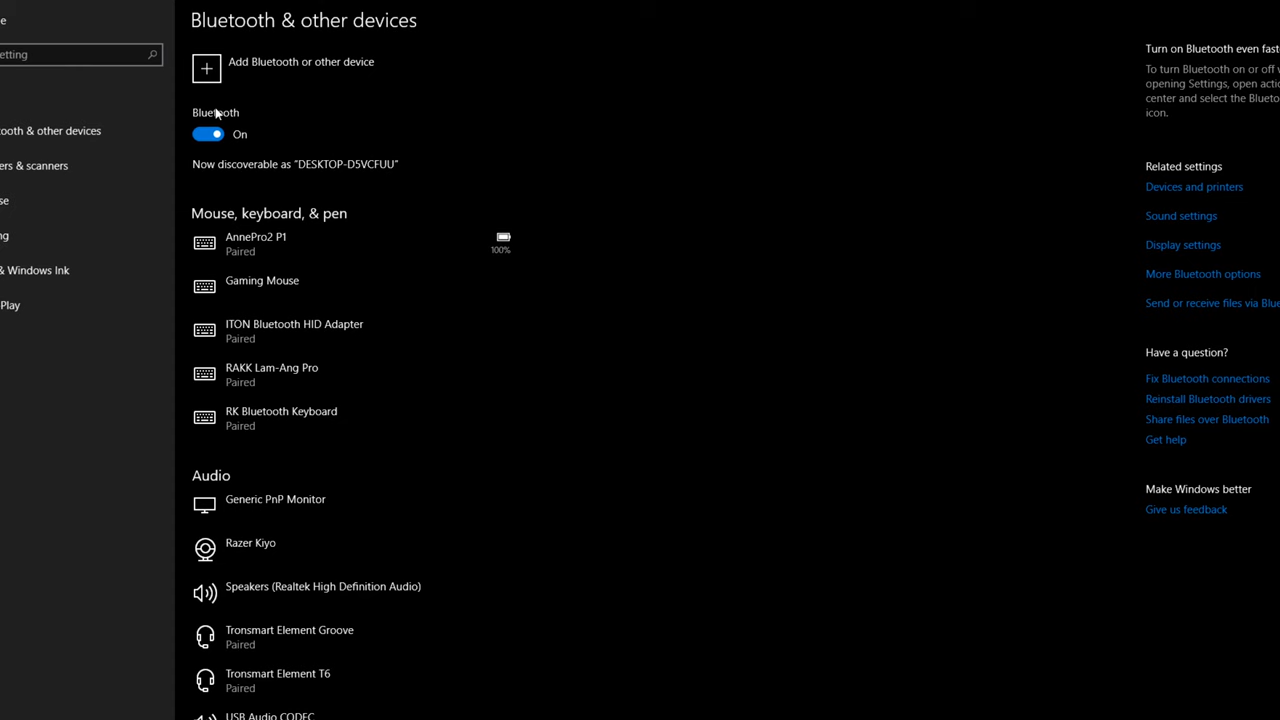 e
etting
ooth & other devices
ers & scanners
se
ng
& Windows Ink
Play
Bluetooth & other devices
Add Bluetooth or other device
Bluetooth
On
Now discoverable as "DESKTOP-D5VCFUU"
Mouse, keyboard, & pen
AnnePro2 P1
Paired
100%
Gaming Mouse
ITON Bluetooth HID Adapter
Paired
RAKK Lam-Ang Pro
Paired
RK Bluetooth Keyboard
Paired
Audio
Generic PnP Monitor
Razer Kiyo
Speakers (Realtek High Definition Audio)
Tronsmart Element Groove
Paired
Tronsmart Element T6
Paired
USB Audio CODEC
Turn on Bluetooth even fast
To turn Bluetooth on or off w
opening Settings, open actio
center and select the Blueto
icon.
Related settings
Devices and printers
Sound settings
Display settings
More Bluetooth options
Send or receive files via Blue
Have a question?
Fix Bluetooth connections
Reinstall Bluetooth drivers
Share files over Bluetooth
Get help
Make Windows better
Give us feedback